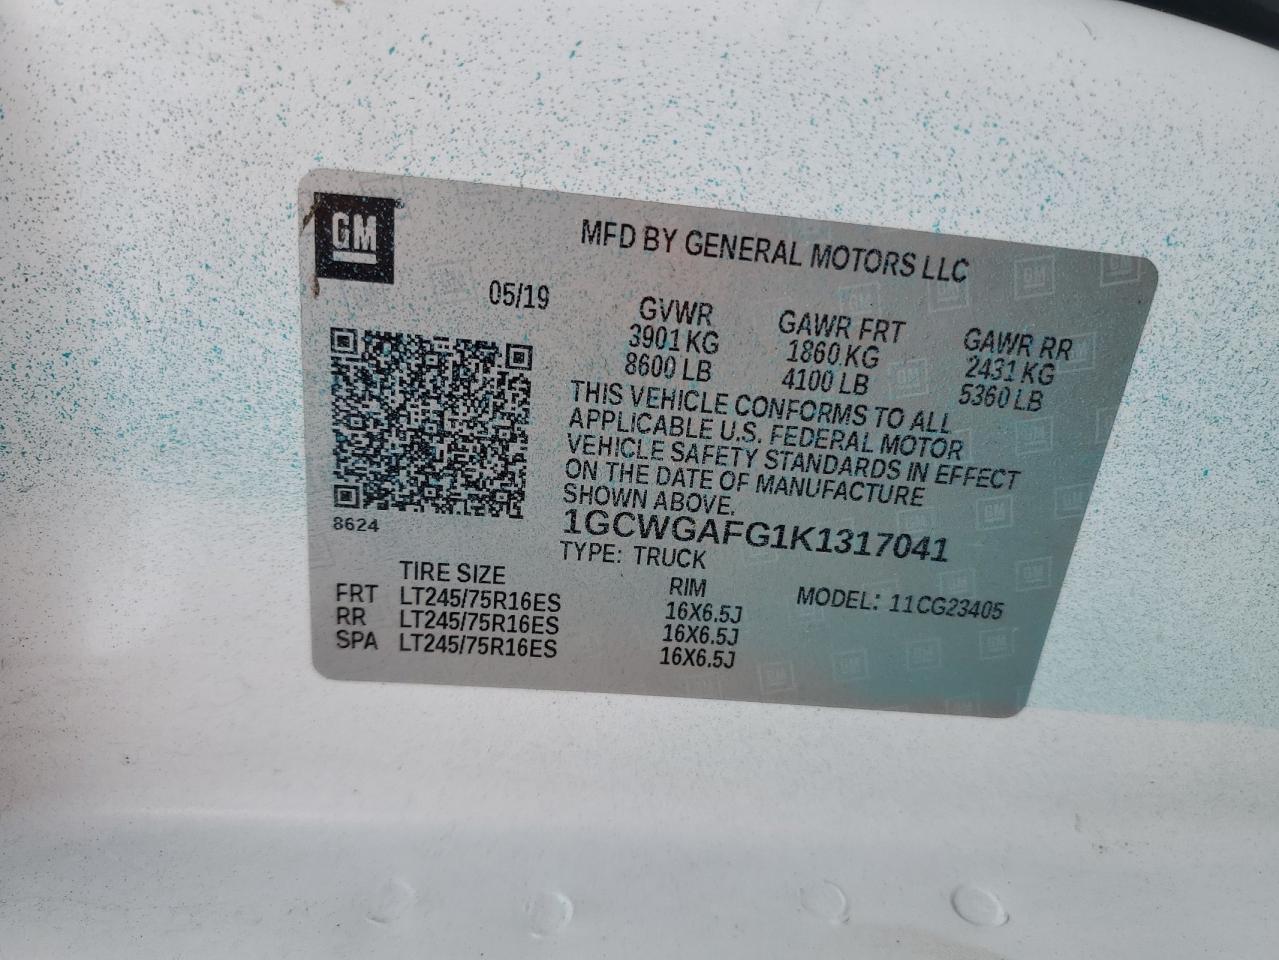 GM
MFD BY GENERAL MOTORS LLC
05/19
GVWR GAWR FRT GAWR RR
3901 KG 1860 KG 2431 KG
8600 LB 4100 LB 5360 LB
THIS VEHICLE CONFORMS TO ALL
APPLICABLE U.S. FEDERAL MOTOR
VEHICLE SAFETY STANDARDS IN EFFECT
ON THE DATE OF MANUFACTURE
SHOWN ABOVE.
8624
1GCWGAFG1K1317041
TYPE: TRUCK
TIRE SIZE RIM MODEL: 11CG23405
FRT LT245/75R16ES 16X6.5J
RR LT245/75R16ES 16X6.5J
SPA LT245/75R16ES 16X6.5J